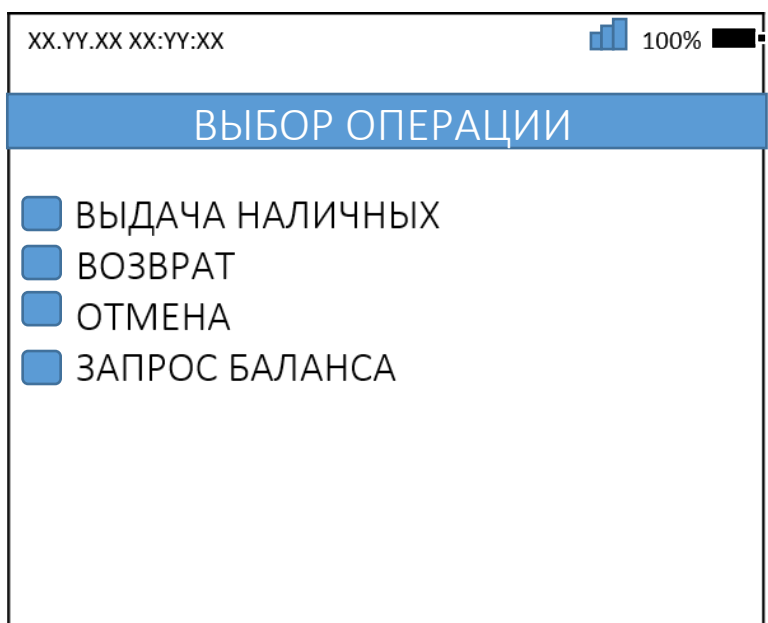 XX.YY.XX XX:YY:XX 100%
ВЫБОР ОПЕРАЦИИ
ВЫДАЧА НАЛИЧНЫХ
ВОЗВРАТ
ОТМЕНА
ЗАПРОС БАЛАНСА